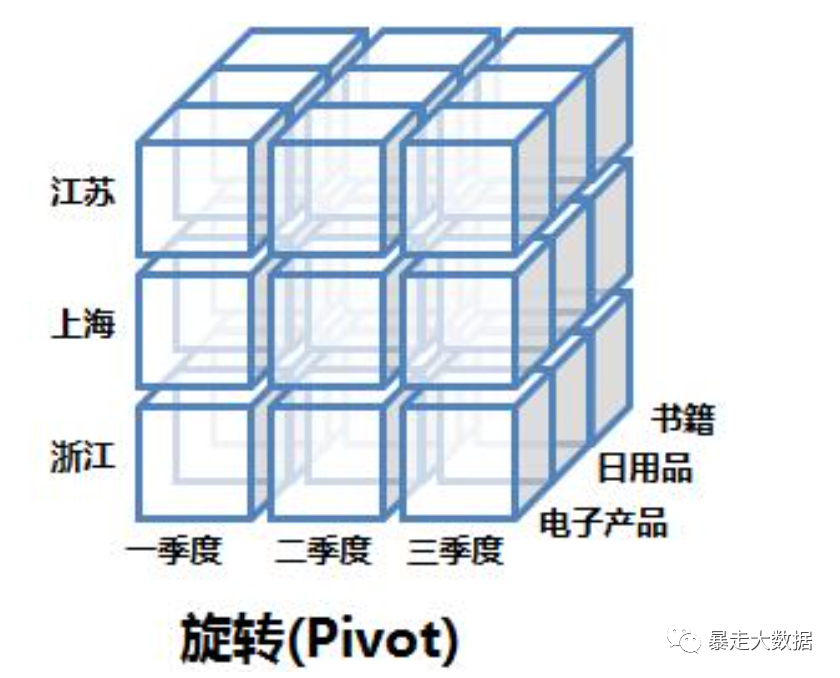 江苏
上海
浙江
书籍
日用品
电子产品
一季度 二季度 三季度
旋转(Pivot)
暴走大数据